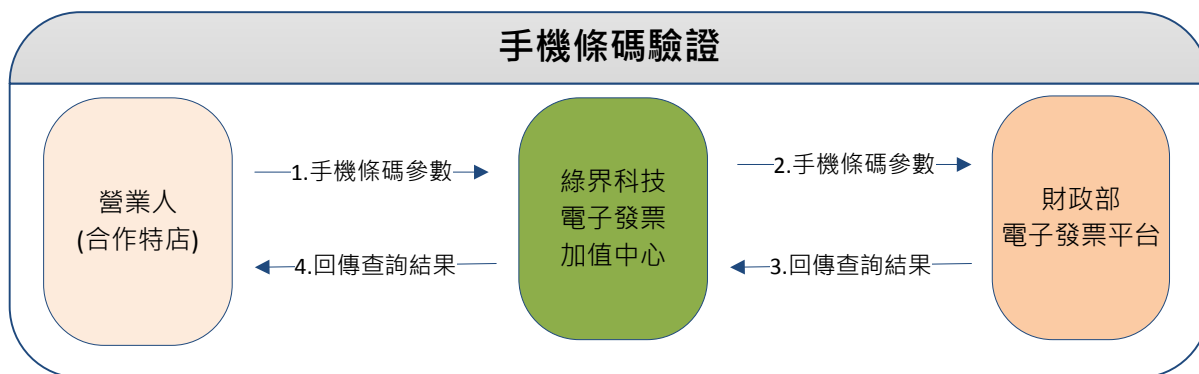 手機條碼驗證
營業人
(合作特店)
1.手機條碼參數
4.回傳查詢結果
綠界科技
電子發票
加值中心
2.手機條碼參數
3.回傳查詢結果
財政部
電子發票平台